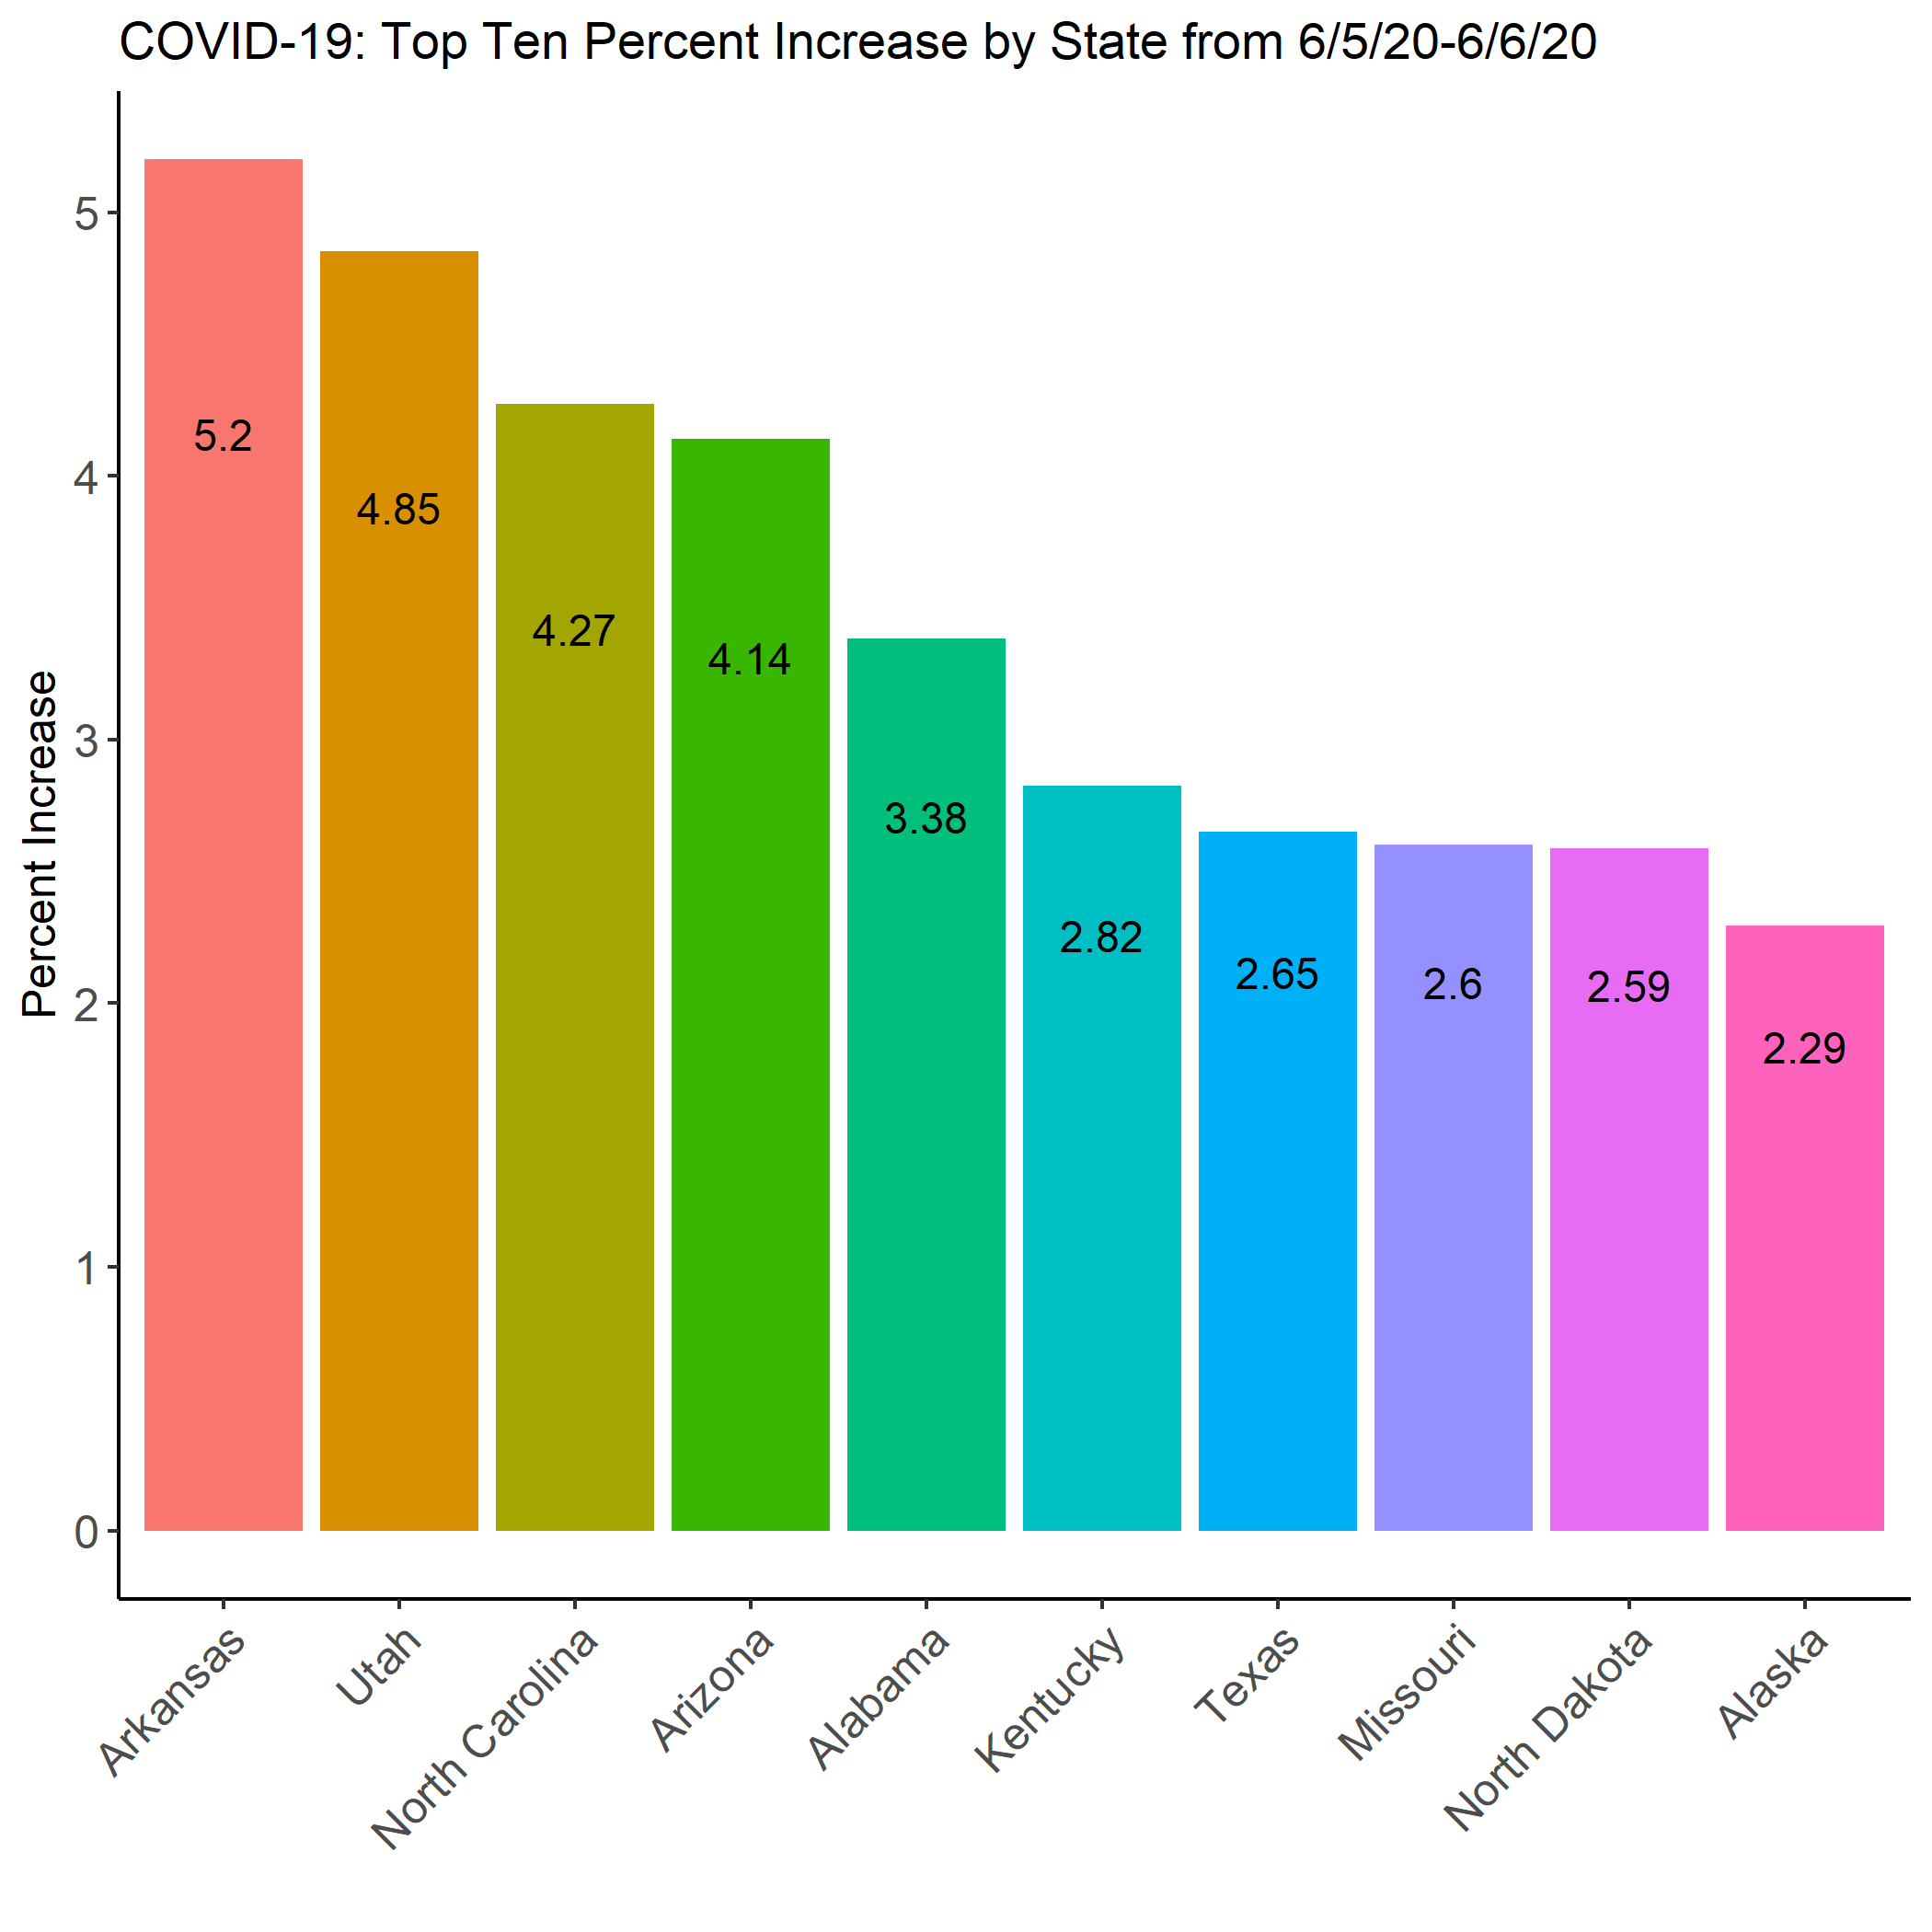 COVID-19: Top Ten Percent Increase by State from 6/5/20-6/6/20
Percent Increase
5
4
3
2
1
0
5.2
4.85
4.27
4.14
3.38
2.82
2.65
2.6
2.59
2.29
Arkansas
Utah
North Carolina
Arizona
Alabama
Kentucky
Texas
Missouri
North Dakota
Alaska